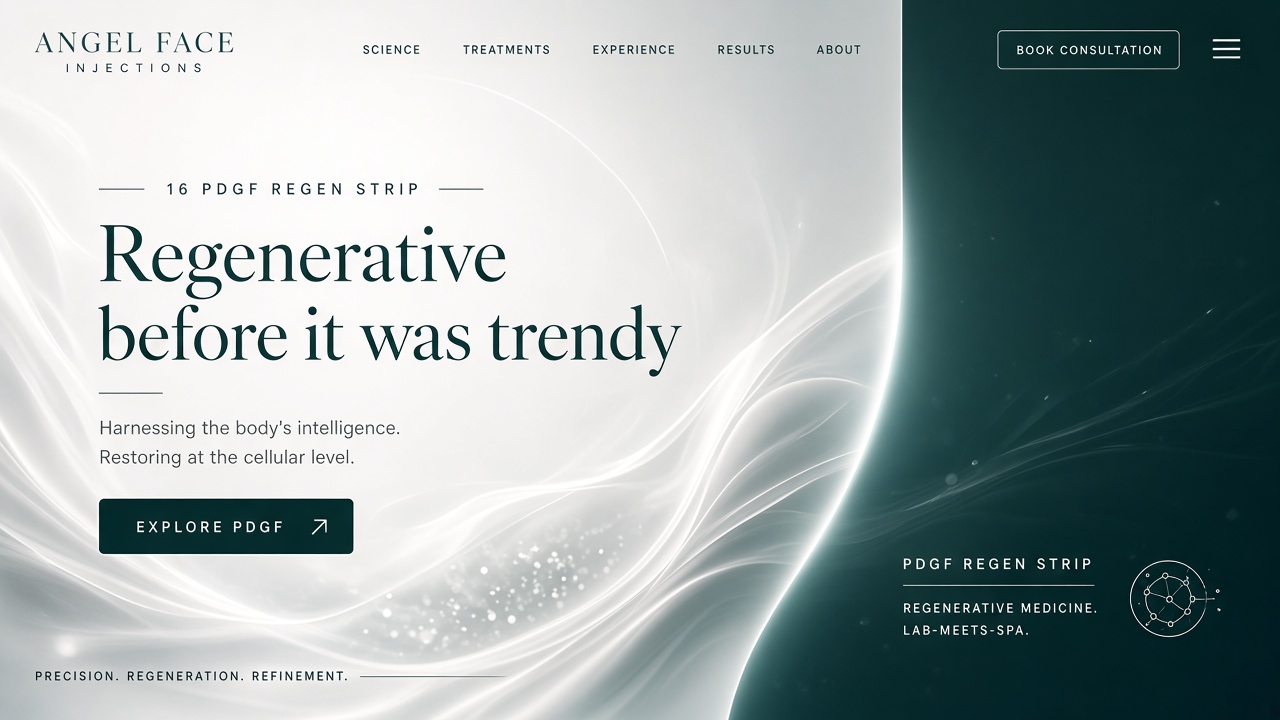 ANGEL FACE
INJECTIONS
SCIENCE
TREATMENTS
EXPERIENCE
RESULTS
ABOUT
BOOK CONSULTATION
16 PDGF REGEN STRIP
Regenerative
before it was trendy
Harnessing the body's intelligence.
Restoring at the cellular level.
EXPLORE PDGF
PDGF REGEN STRIP
REGENERATIVE MEDICINE.
LAB-MEETS-SPA.
PRECISION. REGENERATION. REFINEMENT.